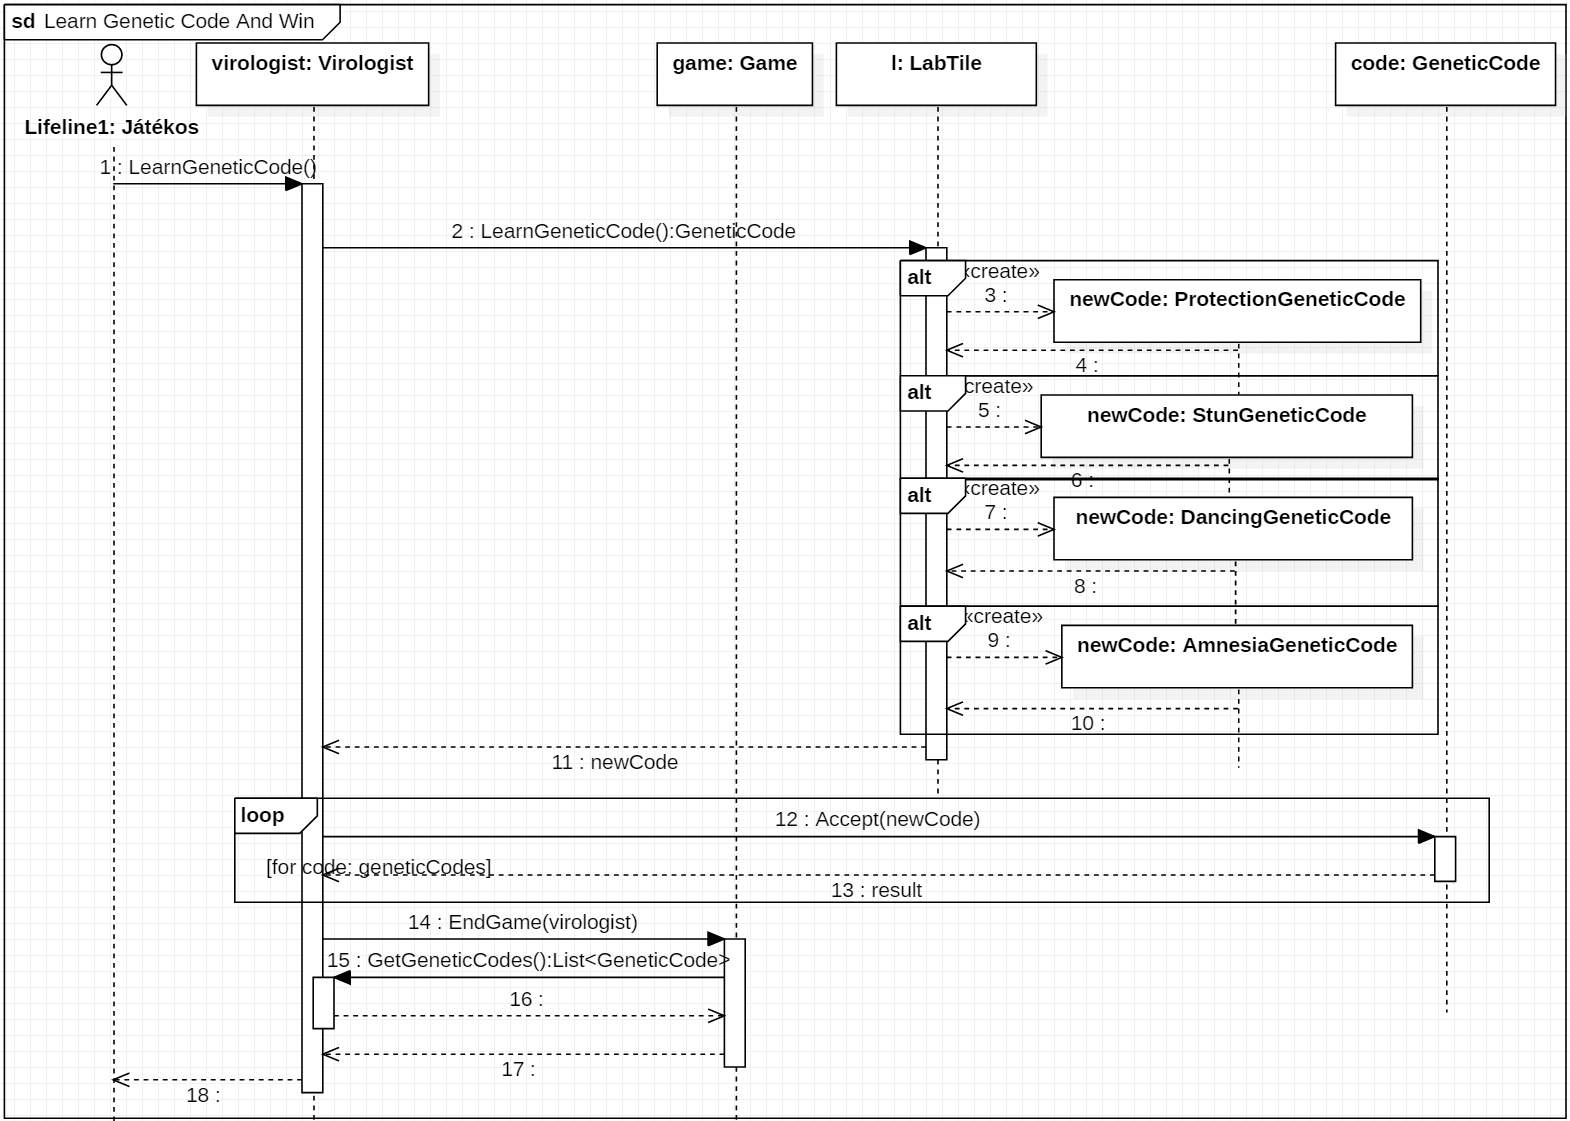 sd Learn Genetic Code And Win
virologist: Virologist
game: Game
l: LabTile
code: GeneticCode
Lifeline1: Játékos
1 : LearnGeneticCode()
2 : LearnGeneticCode():GeneticCode
alt
«create»
3 :
newCode: ProtectionGeneticCode
4 :
alt
«create»
5 :
newCode: StunGeneticCode
6 :
alt
«create»
7 :
newCode: DancingGeneticCode
8 :
alt
«create»
9 :
newCode: AmnesiaGeneticCode
10 :
11 : newCode
loop
12 : Accept(newCode)
[for code: geneticCodes]
13 : result
14 : EndGame(virologist)
15 : GetGeneticCodes():List<GeneticCode>
16 :
17 :
18 :